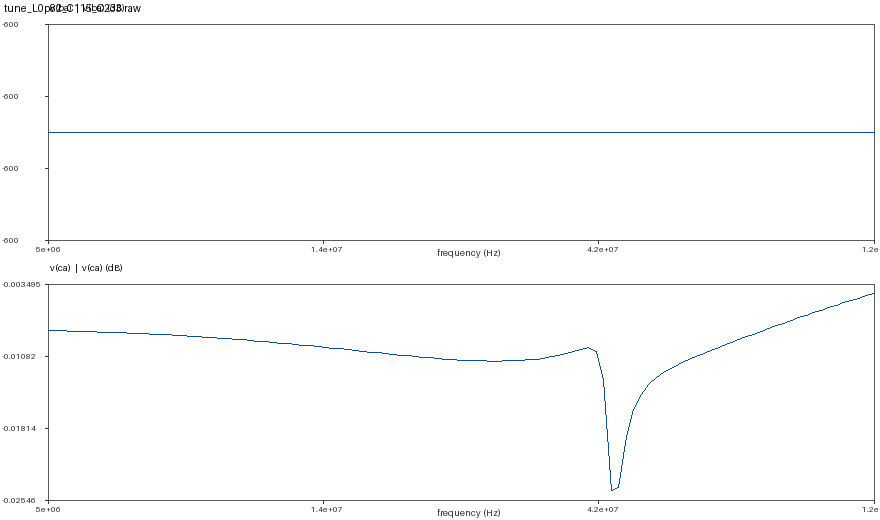 -600
-600
-600
-600
5e+06 1.4e+07 4.2e+07 1.2e
frequency (Hz)
v(ca) | v(ca) (dB)
-0.003496
-0.01082
-0.01814
-0.02546
5e+06 1.4e+07 4.2e+07 1.2e
frequency (Hz)